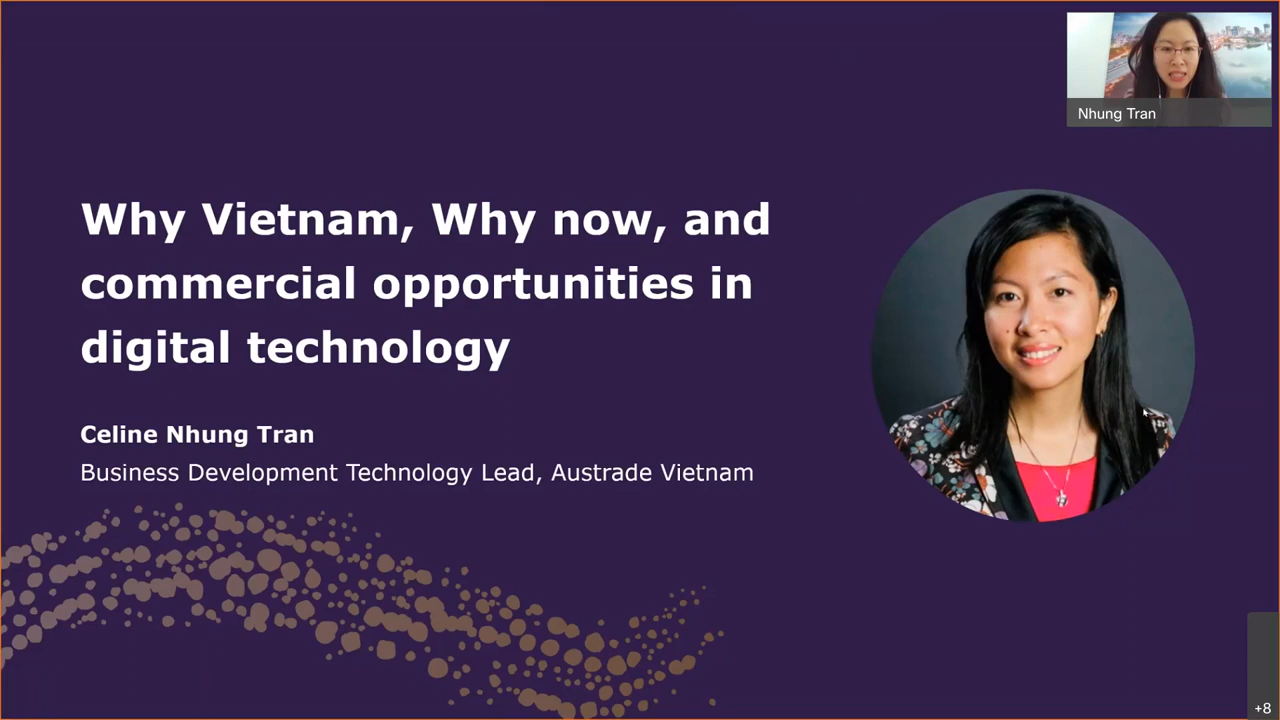 Nhung Tran
Why Vietnam, Why now, and
commercial opportunities in
digital technology
Celine Nhung Tran
Business Development Technology Lead, Austrade Vietnam
+8